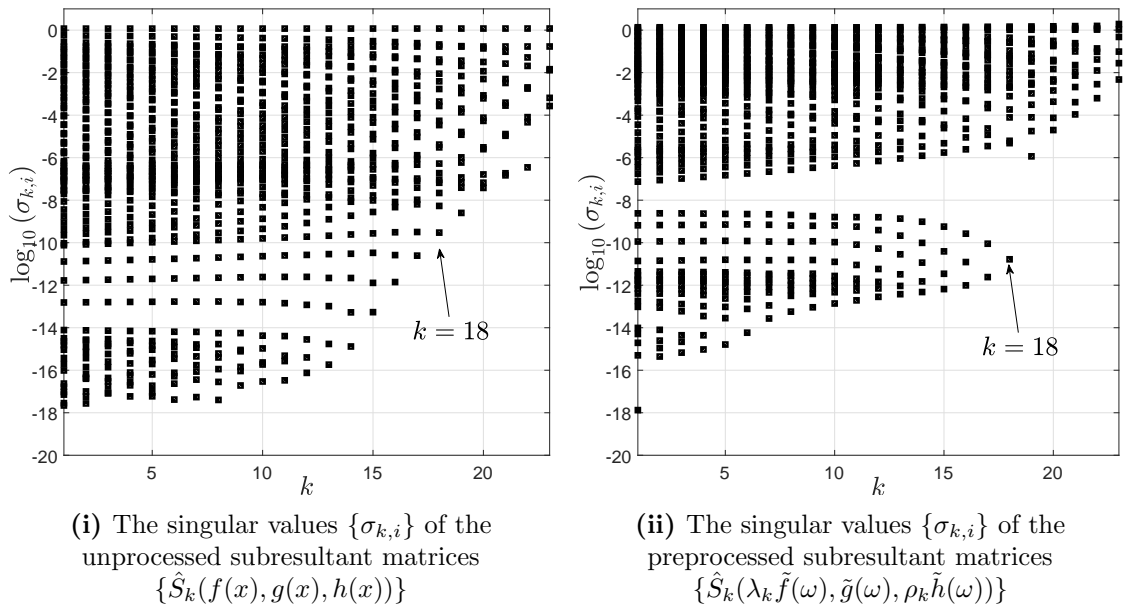 0
-2
-4
-6
-8
-10
-12
-14
-16
-18
-20
log₁₀(σₖ,ᵢ)
k = 18
5 10 15 20
k
(i) The singular values {σₖ,ᵢ} of the
unprocessed subresultant matrices
{Ŝₖ(f(x), g(x), h(x))}
0
-2
-4
-6
-8
-10
-12
-14
-16
-18
-20
log₁₀(σₖ,ᵢ)
k = 18
5 10 15 20
k
(ii) The singular values {σₖ,ᵢ} of the
preprocessed subresultant matrices
{Ŝₖ(λₖf̃(ω), g̃(ω), ρₖh̃(ω))}